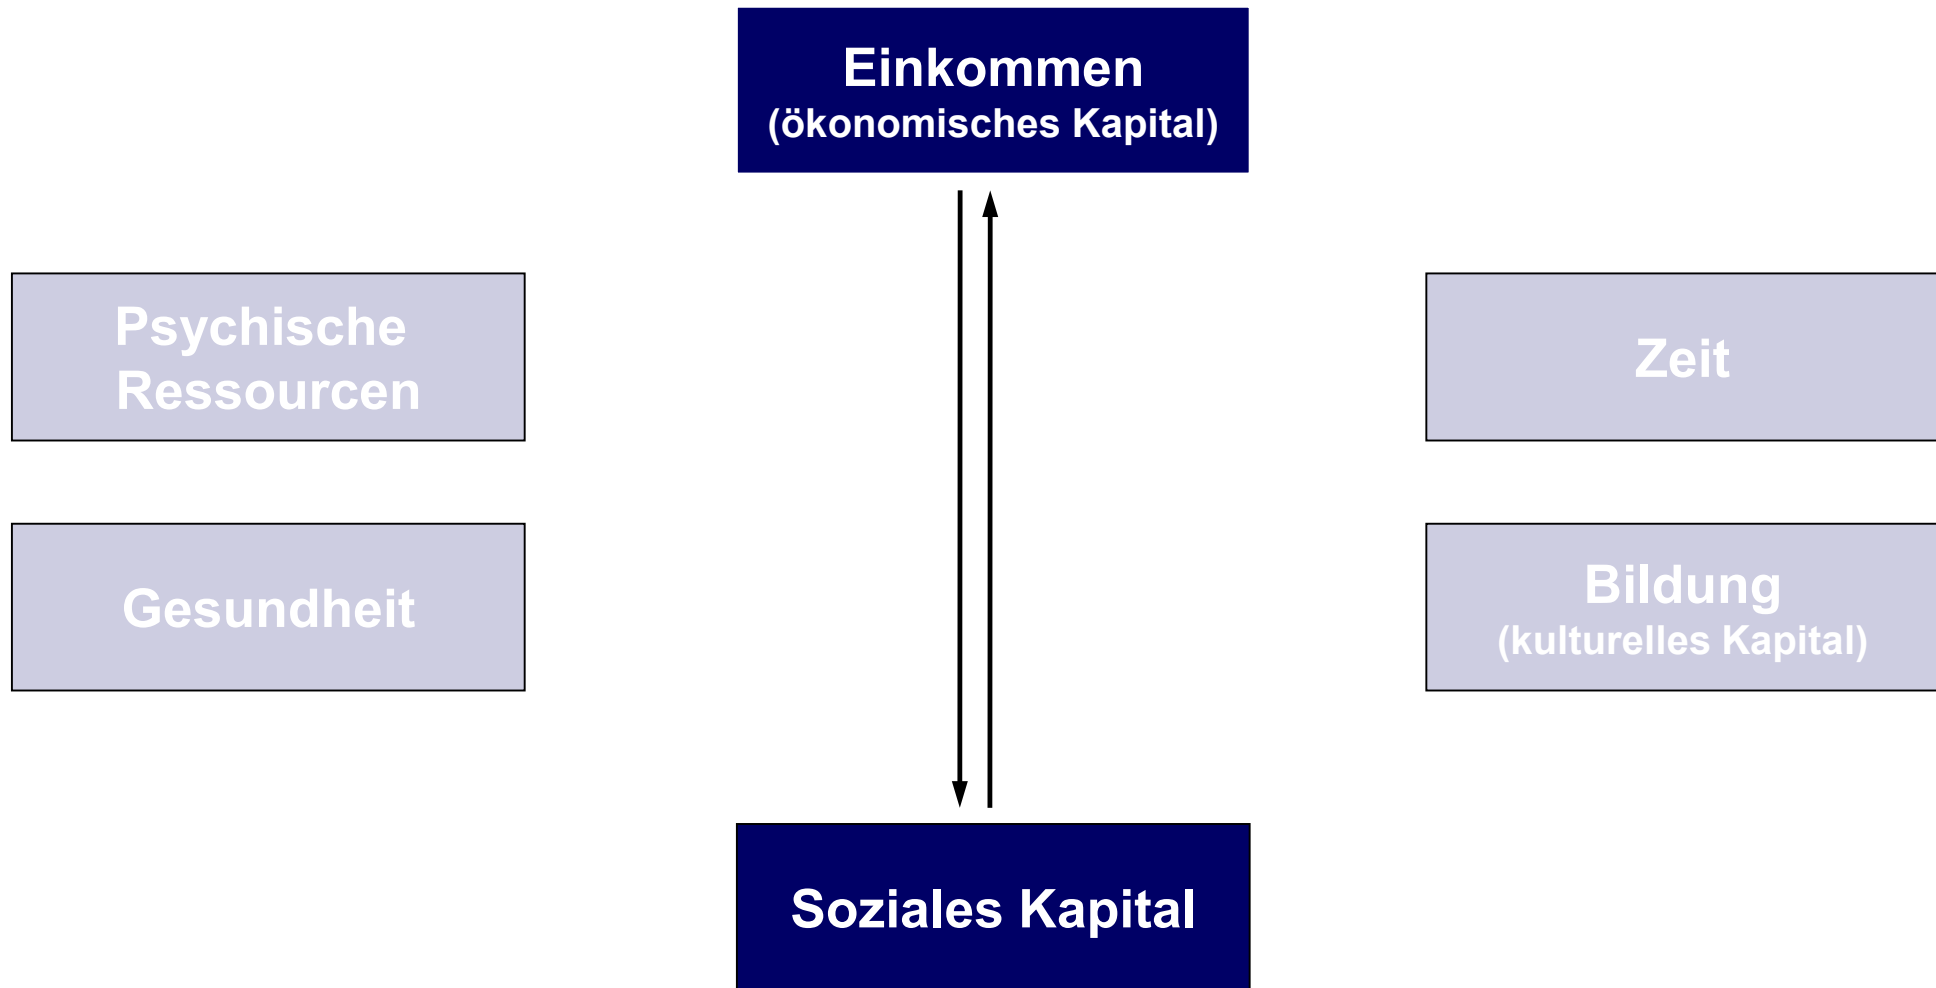 Einkommen
(ökonomisches Kapital)
Psychische
Ressourcen
Zeit
Gesundheit
Bildung
(kulturelles Kapital)
Soziales Kapital